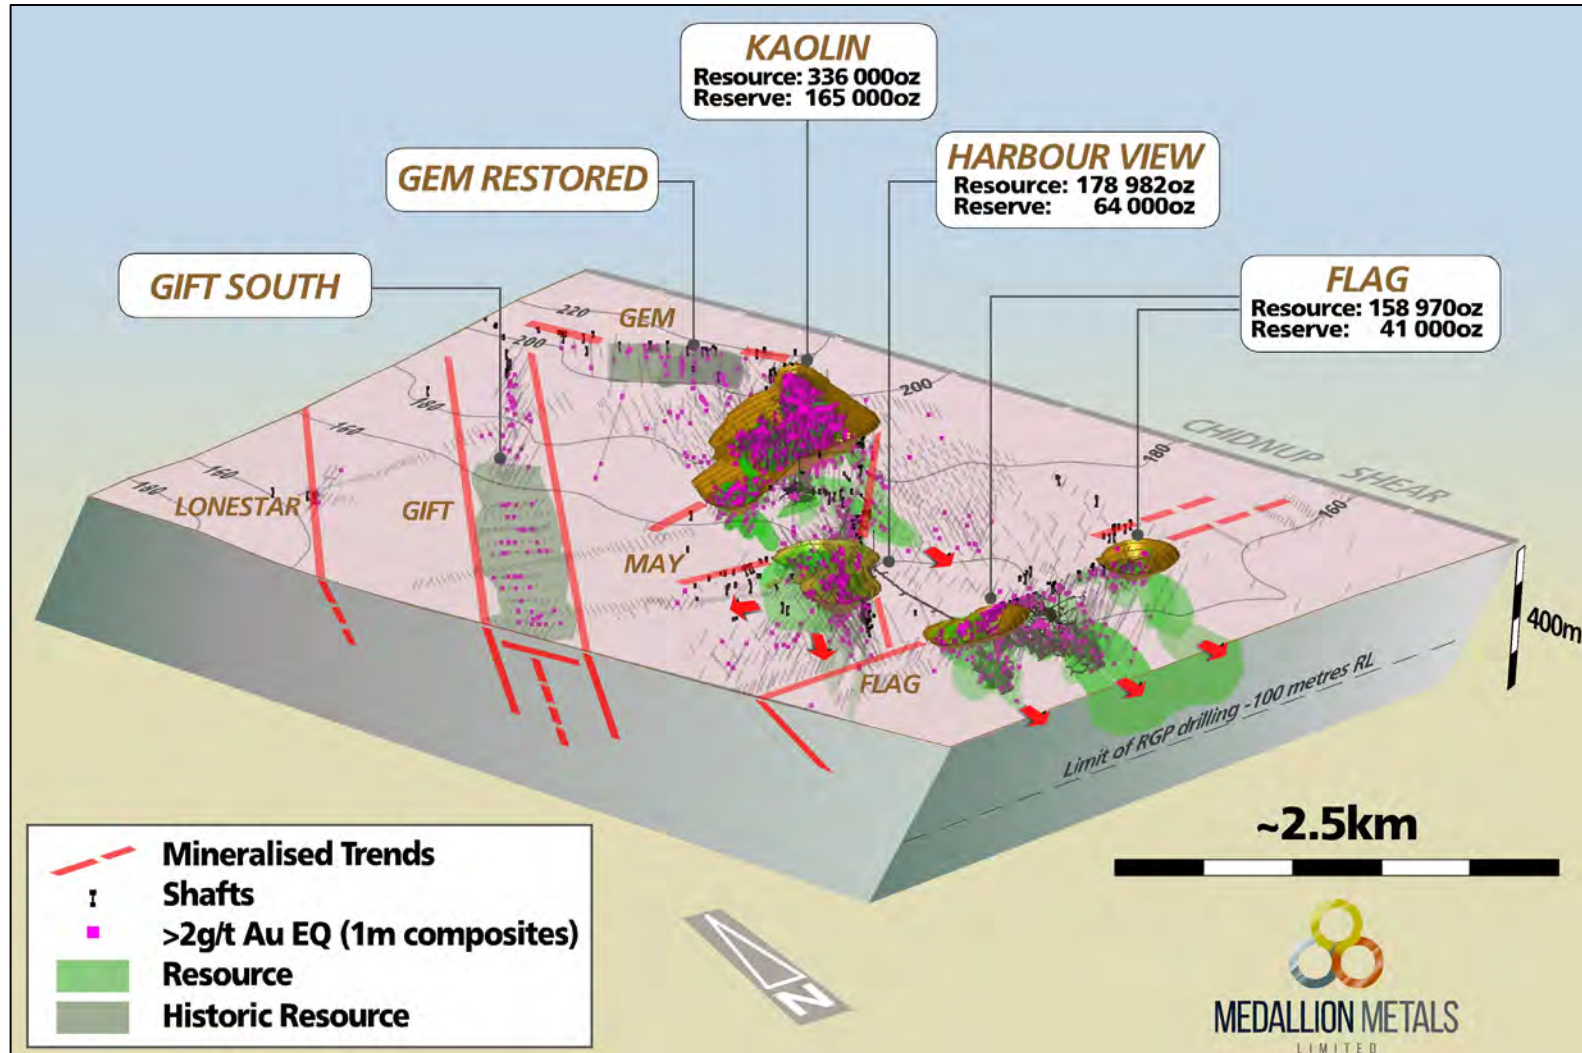 KAOLIN
Resource: 336 000oz
Reserve: 165 000oz
HARBOUR VIEW
Resource: 178 982oz
Reserve: 64 000oz
GEM RESTORED
GIFT SOUTH
FLAG
Resource: 158 970oz
Reserve: 41 000oz
220
GEM
200
200
180
160
160
180
LONESTAR
GIFT
MAY
FLAG
180
160
CHIDNUP SHEAR
400m
Limit of RGP drilling -100 metres RL
~2.5km
Mineralised Trends
Shafts
>2g/t Au EQ (1m composites)
Resource
Historic Resource
N
MEDALLION METALS
LIMITED